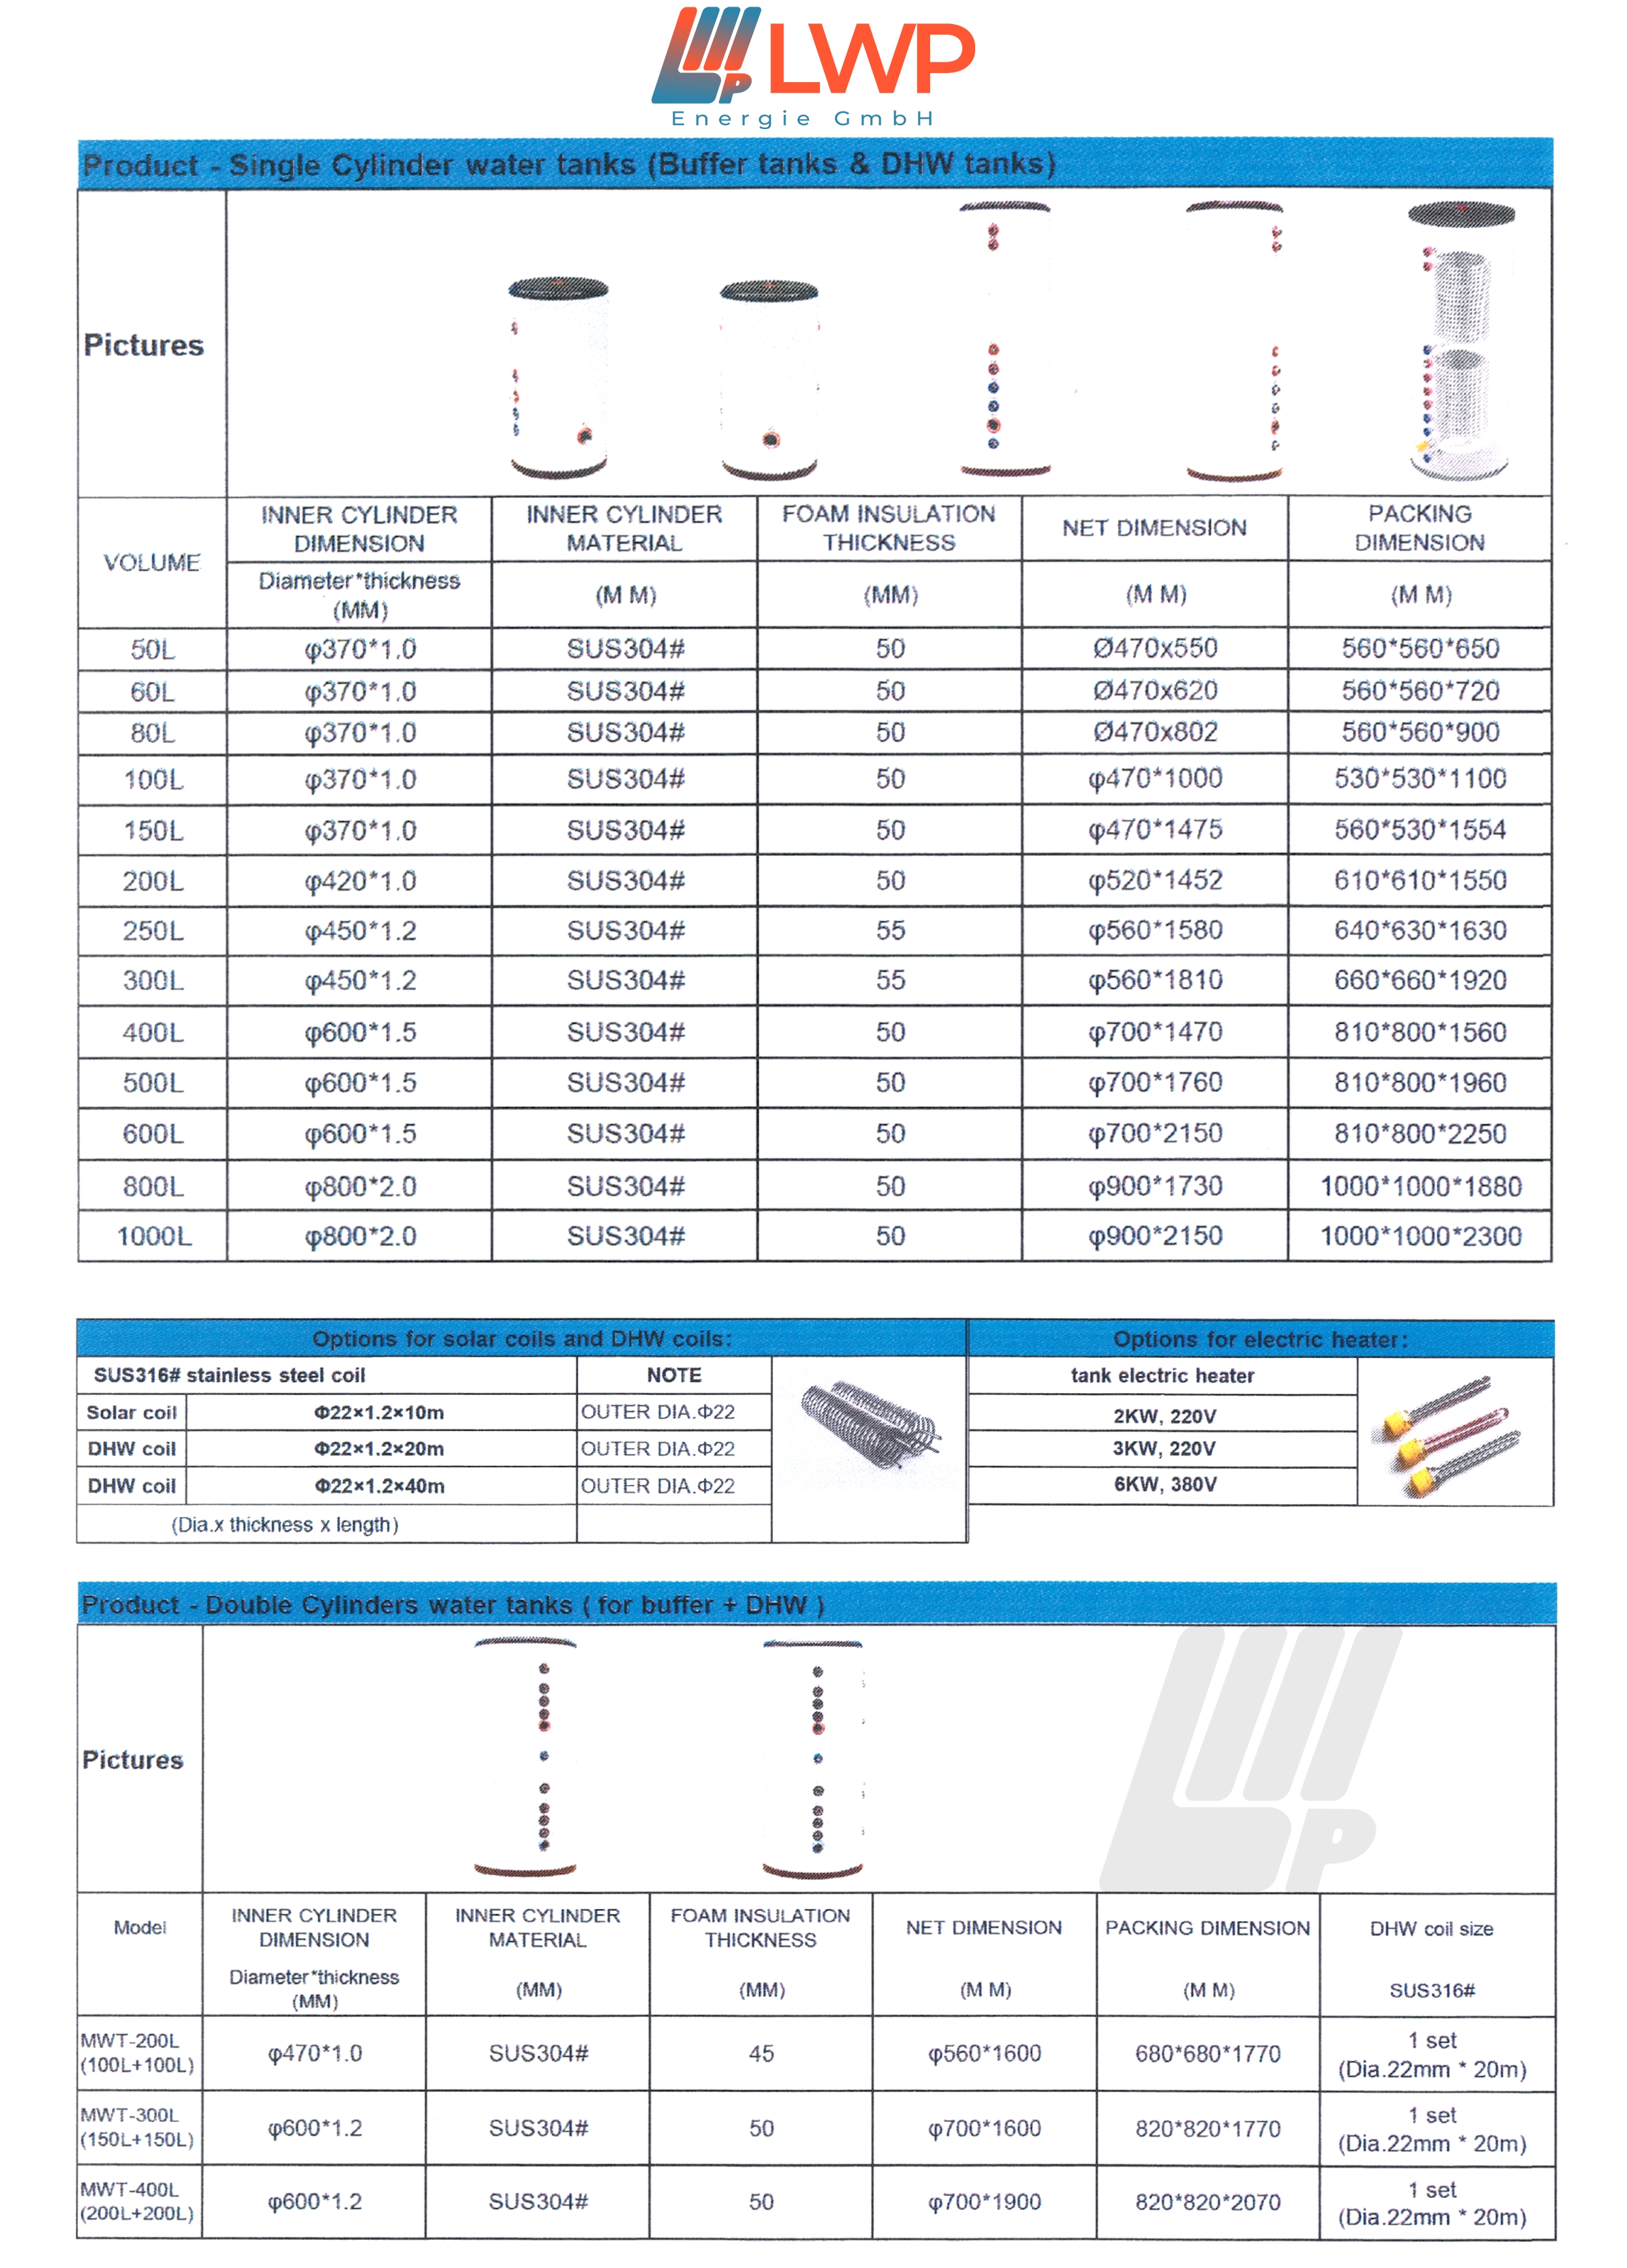 LWP
Energie GmbH
Product - Single Cylinder water tanks (Buffer tanks & DHW tanks)
Pictures
VOLUME
INNER CYLINDER
DIMENSION
INNER CYLINDER
MATERIAL
FOAM INSULATION
THICKNESS
NET DIMENSION
PACKING
DIMENSION
Diameter*thickness
(MM)
(M M)
(MM)
(M M)
(M M)
50L φ370*1.0 SUS304# 50 Ø470x550 560*560*650
60L φ370*1.0 SUS304# 50 Ø470x620 560*560*720
80L φ370*1.0 SUS304# 50 Ø470x802 560*560*900
100L φ370*1.0 SUS304# 50 φ470*1000 530*530*1100
150L φ370*1.0 SUS304# 50 φ470*1475 560*530*1554
200L φ420*1.0 SUS304# 50 φ520*1452 610*610*1550
250L φ450*1.2 SUS304# 55 φ560*1580 640*630*1630
300L φ450*1.2 SUS304# 55 φ560*1810 660*660*1920
400L φ600*1.5 SUS304# 50 φ700*1470 810*800*1560
500L φ600*1.5 SUS304# 50 φ700*1760 810*800*1960
600L φ600*1.5 SUS304# 50 φ700*2150 810*800*2250
800L φ800*2.0 SUS304# 50 φ900*1730 1000*1000*1880
1000L φ800*2.0 SUS304# 50 φ900*2150 1000*1000*2300
Options for solar coils and DHW coils:
SUS316# stainless steel coil NOTE
Solar coil Φ22×1.2×10m OUTER DIA.Φ22
DHW coil Φ22×1.2×20m OUTER DIA.Φ22
DHW coil Φ22×1.2×40m OUTER DIA.Φ22
(Dia.x thickness x length)
Options for electric heater:
tank electric heater
2KW, 220V
3KW, 220V
6KW, 380V
Product - Double Cylinders water tanks ( for buffer + DHW )
Pictures
Model
INNER CYLINDER
DIMENSION
INNER CYLINDER
MATERIAL
FOAM INSULATION
THICKNESS
NET DIMENSION
PACKING DIMENSION
DHW coil size
Diameter*thickness
(MM)
(MM)
(MM)
(M M)
(M M)
SUS316#
MWT-200L
(100L+100L)
φ470*1.0 SUS304# 45 φ560*1600 680*680*1770
1 set
(Dia.22mm * 20m)
MWT-300L
(150L+150L)
φ600*1.2 SUS304# 50 φ700*1600 820*820*1770
1 set
(Dia.22mm * 20m)
MWT-400L
(200L+200L)
φ600*1.2 SUS304# 50 φ700*1900 820*820*2070
1 set
(Dia.22mm * 20m)